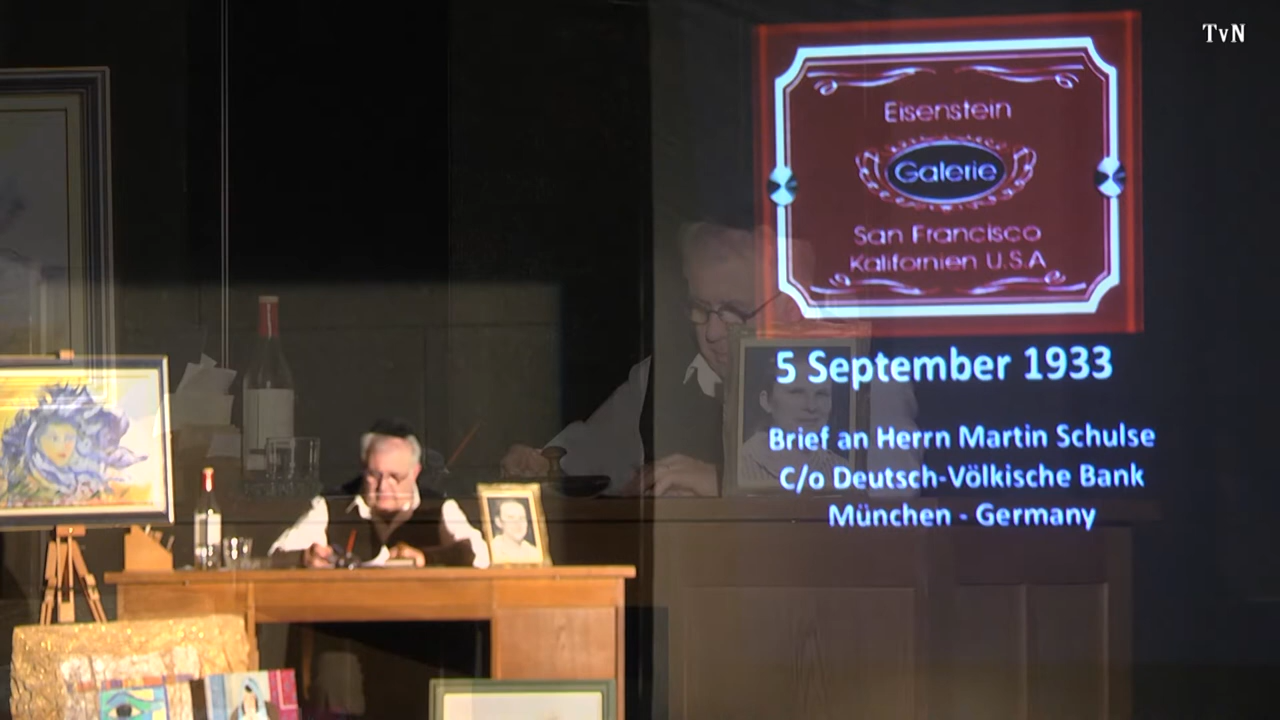 TvN
Eisenstein
Galerie
San Francisco
Kalifornien U.S.A
5 September 1933
Brief an Herrn Martin Schulse
C/o Deutsch-Völkische Bank
München - Germany